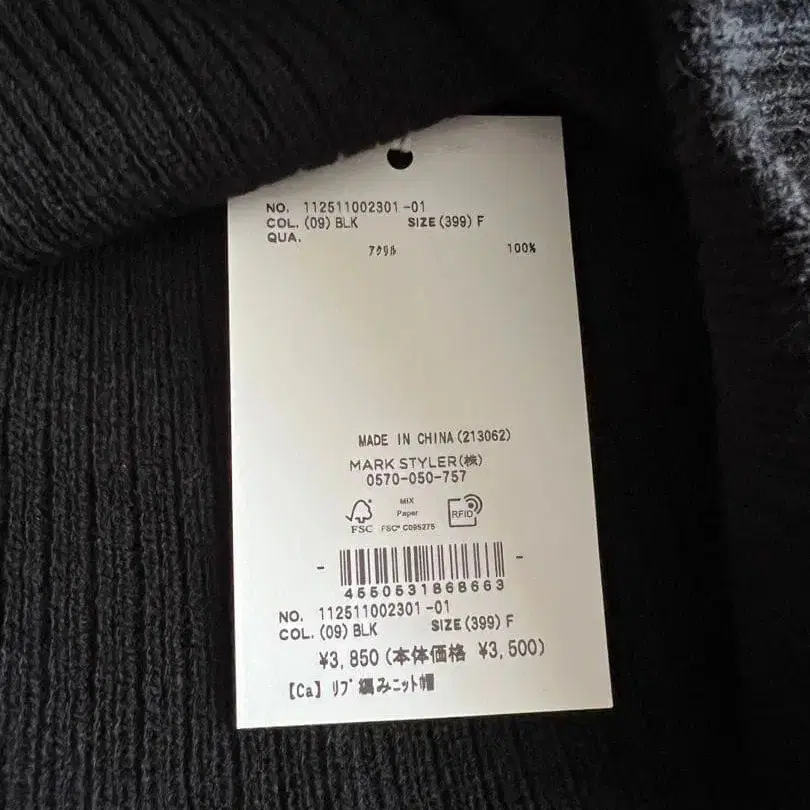 NO. 112511002301-01
COL. (09) BLK SIZE (399) F
QUA.
アクリル 100%
MADE IN CHINA (213062)
MARK STYLER(株)
0570-050-757
FSC
MIX
Paper
FSC® C095275
RFID
4550531868663
NO. 112511002301-01
COL. (09) BLK SIZE (399) F
¥3,850 (本体価格 ¥3,500)
【Ca】リブ編みニット帽